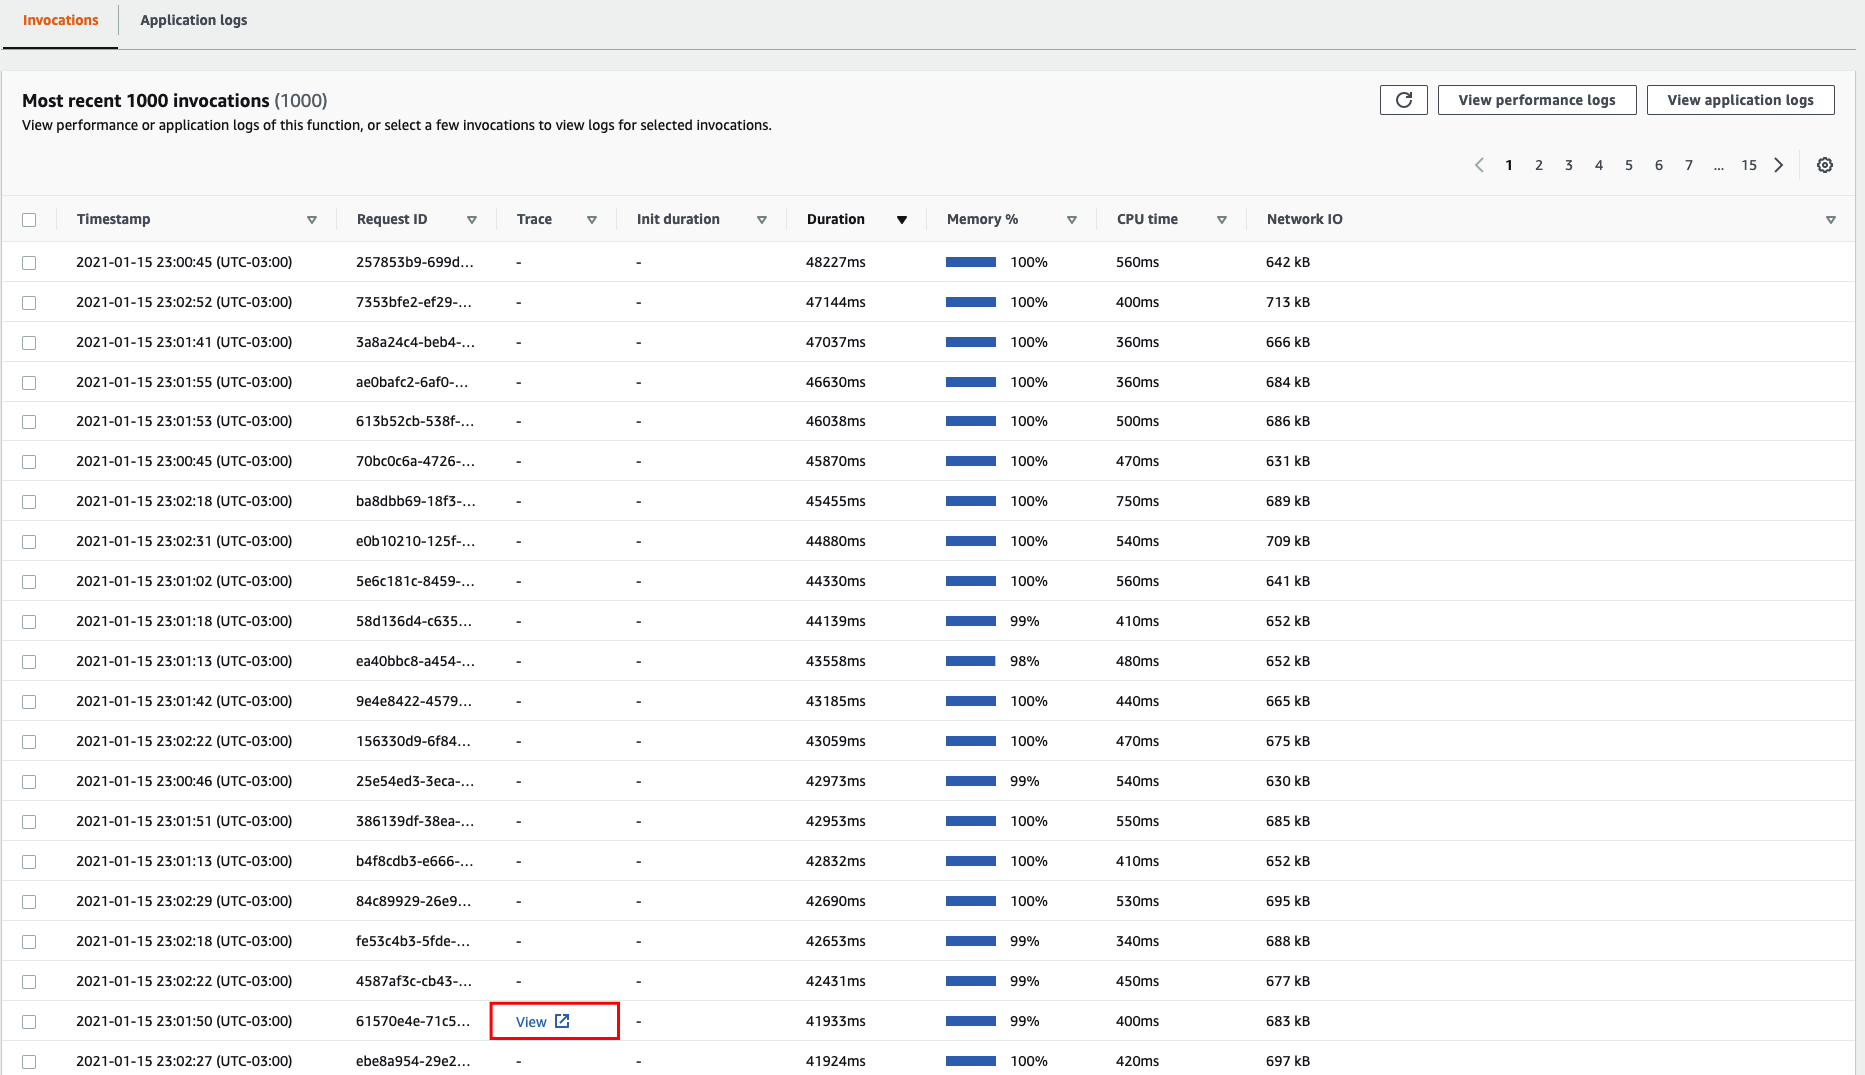 Invocations Application logs
Most recent 1000 invocations (1000) View performance logs View application logs
View performance or application logs of this function, or select a few invocations to view logs for selected invocations.
1 2 3 4 5 6 7 ... 15
Timestamp Request ID Trace Init duration Duration Memory % CPU time Network IO
2021-01-15 23:00:45 (UTC-03:00) 257853b9-699d... - - 48227ms 100% 560ms 642 kB
2021-01-15 23:02:52 (UTC-03:00) 7353bfe2-ef29-... - - 47144ms 100% 400ms 713 kB
2021-01-15 23:01:41 (UTC-03:00) 3a8a24c4-beb4-... - - 47037ms 100% 360ms 666 kB
2021-01-15 23:01:55 (UTC-03:00) ae0bafc2-6af0-... - - 46630ms 100% 360ms 684 kB
2021-01-15 23:01:53 (UTC-03:00) 613b52cb-538f-... - - 46038ms 100% 500ms 686 kB
2021-01-15 23:00:45 (UTC-03:00) 70bc0c6a-4726-... - - 45870ms 100% 470ms 631 kB
2021-01-15 23:02:18 (UTC-03:00) ba8dbb69-18f3-... - - 45455ms 100% 750ms 689 kB
2021-01-15 23:02:31 (UTC-03:00) e0b10210-125f-... - - 44880ms 100% 540ms 709 kB
2021-01-15 23:01:02 (UTC-03:00) 5e6c181c-8459-... - - 44330ms 100% 560ms 641 kB
2021-01-15 23:01:18 (UTC-03:00) 58d136d4-c635... - - 44139ms 99% 410ms 652 kB
2021-01-15 23:01:13 (UTC-03:00) ea40bbc8-a454-... - - 43558ms 98% 480ms 652 kB
2021-01-15 23:01:42 (UTC-03:00) 9e4e8422-4579... - - 43185ms 100% 440ms 665 kB
2021-01-15 23:02:22 (UTC-03:00) 156330d9-6f84... - - 43059ms 100% 470ms 675 kB
2021-01-15 23:00:46 (UTC-03:00) 25e54ed3-3eca-... - - 42973ms 99% 540ms 630 kB
2021-01-15 23:01:51 (UTC-03:00) 386139df-38ea-... - - 42953ms 100% 550ms 685 kB
2021-01-15 23:01:13 (UTC-03:00) b4f8cdb3-e666-... - - 42832ms 100% 410ms 652 kB
2021-01-15 23:02:29 (UTC-03:00) 84c89929-26e9... - - 42690ms 100% 530ms 695 kB
2021-01-15 23:02:18 (UTC-03:00) fe53c4b3-5fde-... - - 42653ms 99% 340ms 688 kB
2021-01-15 23:02:22 (UTC-03:00) 4587af3c-cb43-... - - 42431ms 99% 450ms 677 kB
2021-01-15 23:01:50 (UTC-03:00) 61570e4e-71c5... View - 41933ms 99% 400ms 683 kB
2021-01-15 23:02:27 (UTC-03:00) ebe8a954-29e2... - - 41924ms 100% 420ms 697 kB